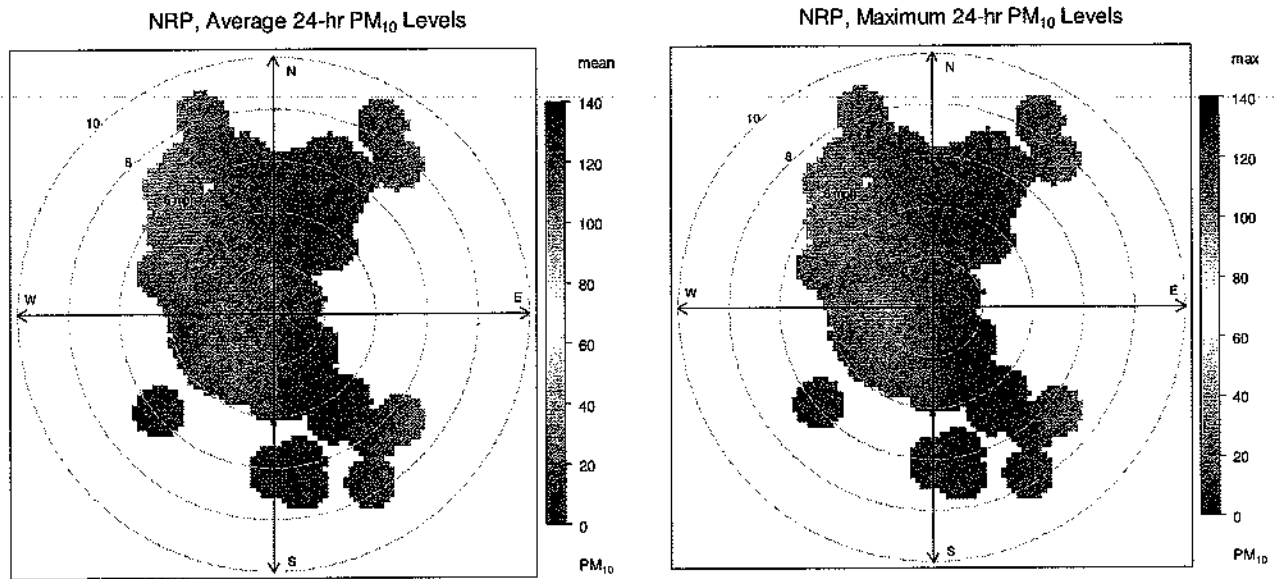 NRP, Average 24-hr PM₁₀ Levels
mean
N
10
8
W
E
S
140
120
100
80
60
40
20
0
PM₁₀
NRP, Maximum 24-hr PM₁₀ Levels
max
N
10
8
W
E
S
140
120
100
80
60
40
20
0
PM₁₀